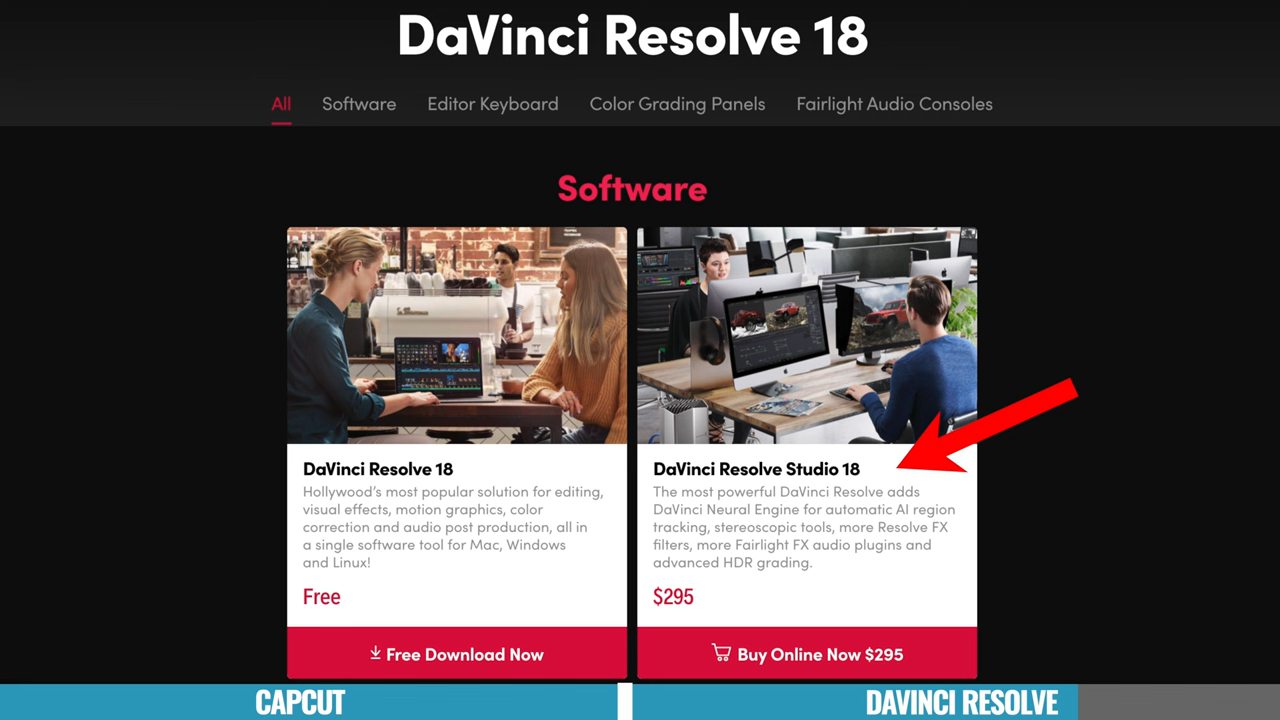 DaVinci Resolve 18
All Software Editor Keyboard Color Grading Panels Fairlight Audio Consoles
Software
DaVinci Resolve 18
Hollywood's most popular solution for editing,
visual effects, motion graphics, color
correction and audio post production, all in
a single software tool for Mac, Windows
and Linux!
Free
Free Download Now
DaVinci Resolve Studio 18
The most powerful DaVinci Resolve adds
DaVinci Neural Engine for automatic AI region
tracking, stereoscopic tools, more Resolve FX
filters, more Fairlight FX audio plugins and
advanced HDR grading.
$295
Buy Online Now $295
CAPCUT
DAVINCI RESOLVE